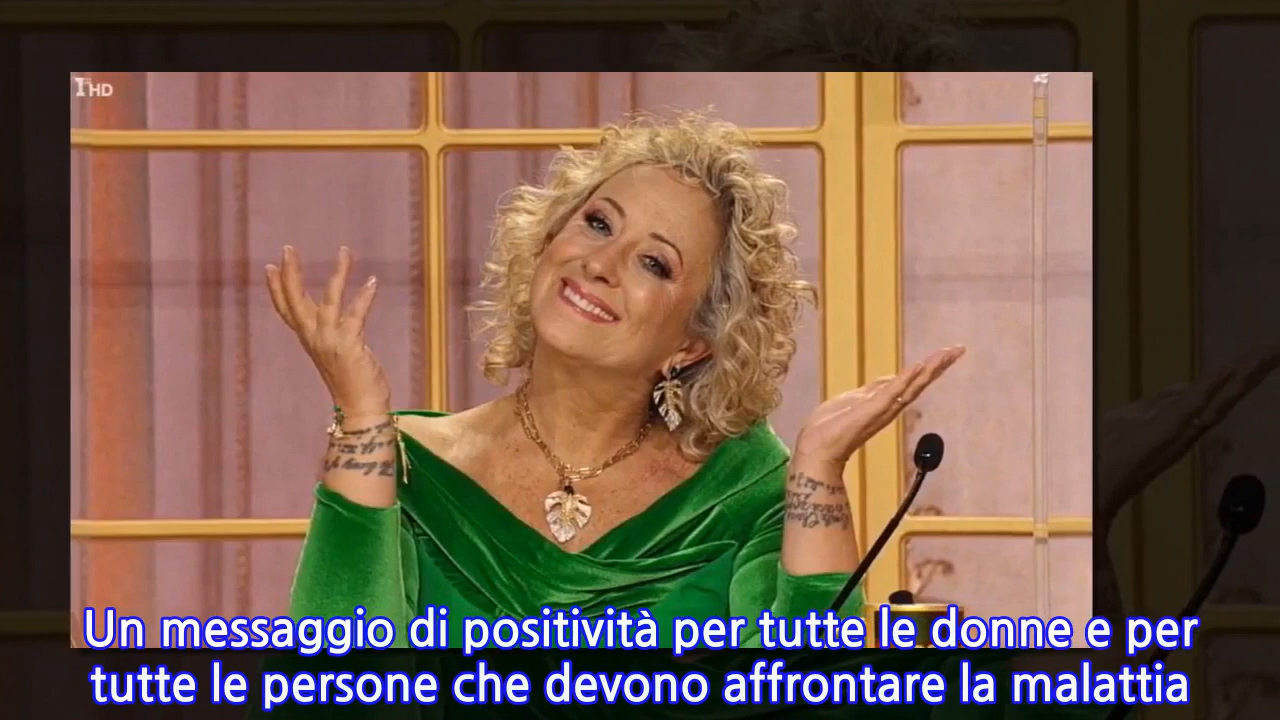 1HD
Un messaggio di positività per tutte le donne e per
tutte le persone che devono affrontare la malattia